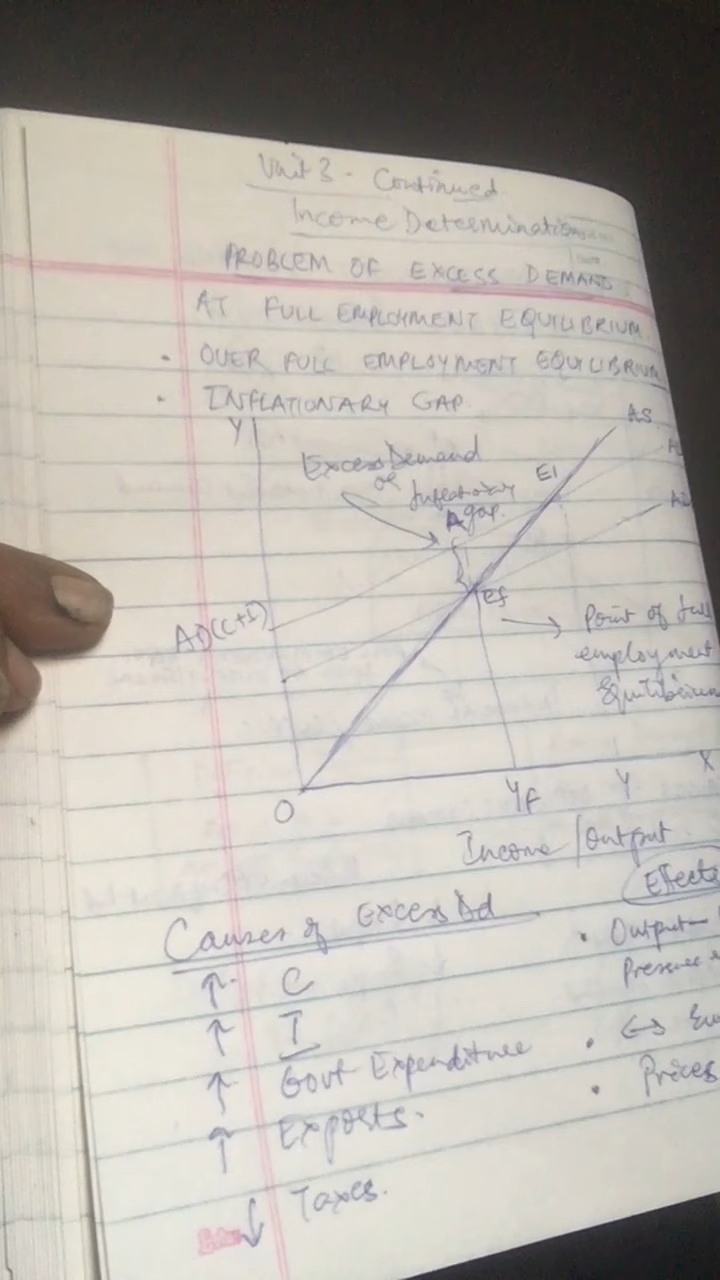 Unit 3 - Continued
Income Determination
PROBLEM OF EXCESS DEMAND
AT FULL EMPLOYMENT EQUILIBRIUM
• OVER FULL EMPLOYMENT EQUILIBRIUM
• INFLATIONARY GAP
Y
AS
Excess Demand
or Inflationary
gap
A
E1
AD(C+I)
Ef
Point of full
employment
Equilibrium
O
YF
Y
X
Income/Output
Causes of Excess Ad
↑ C
↑ I
↑ Govt Expenditure
↑ Exports.
↓ Taxes.
Effects
• Output
• ↔
• Prices